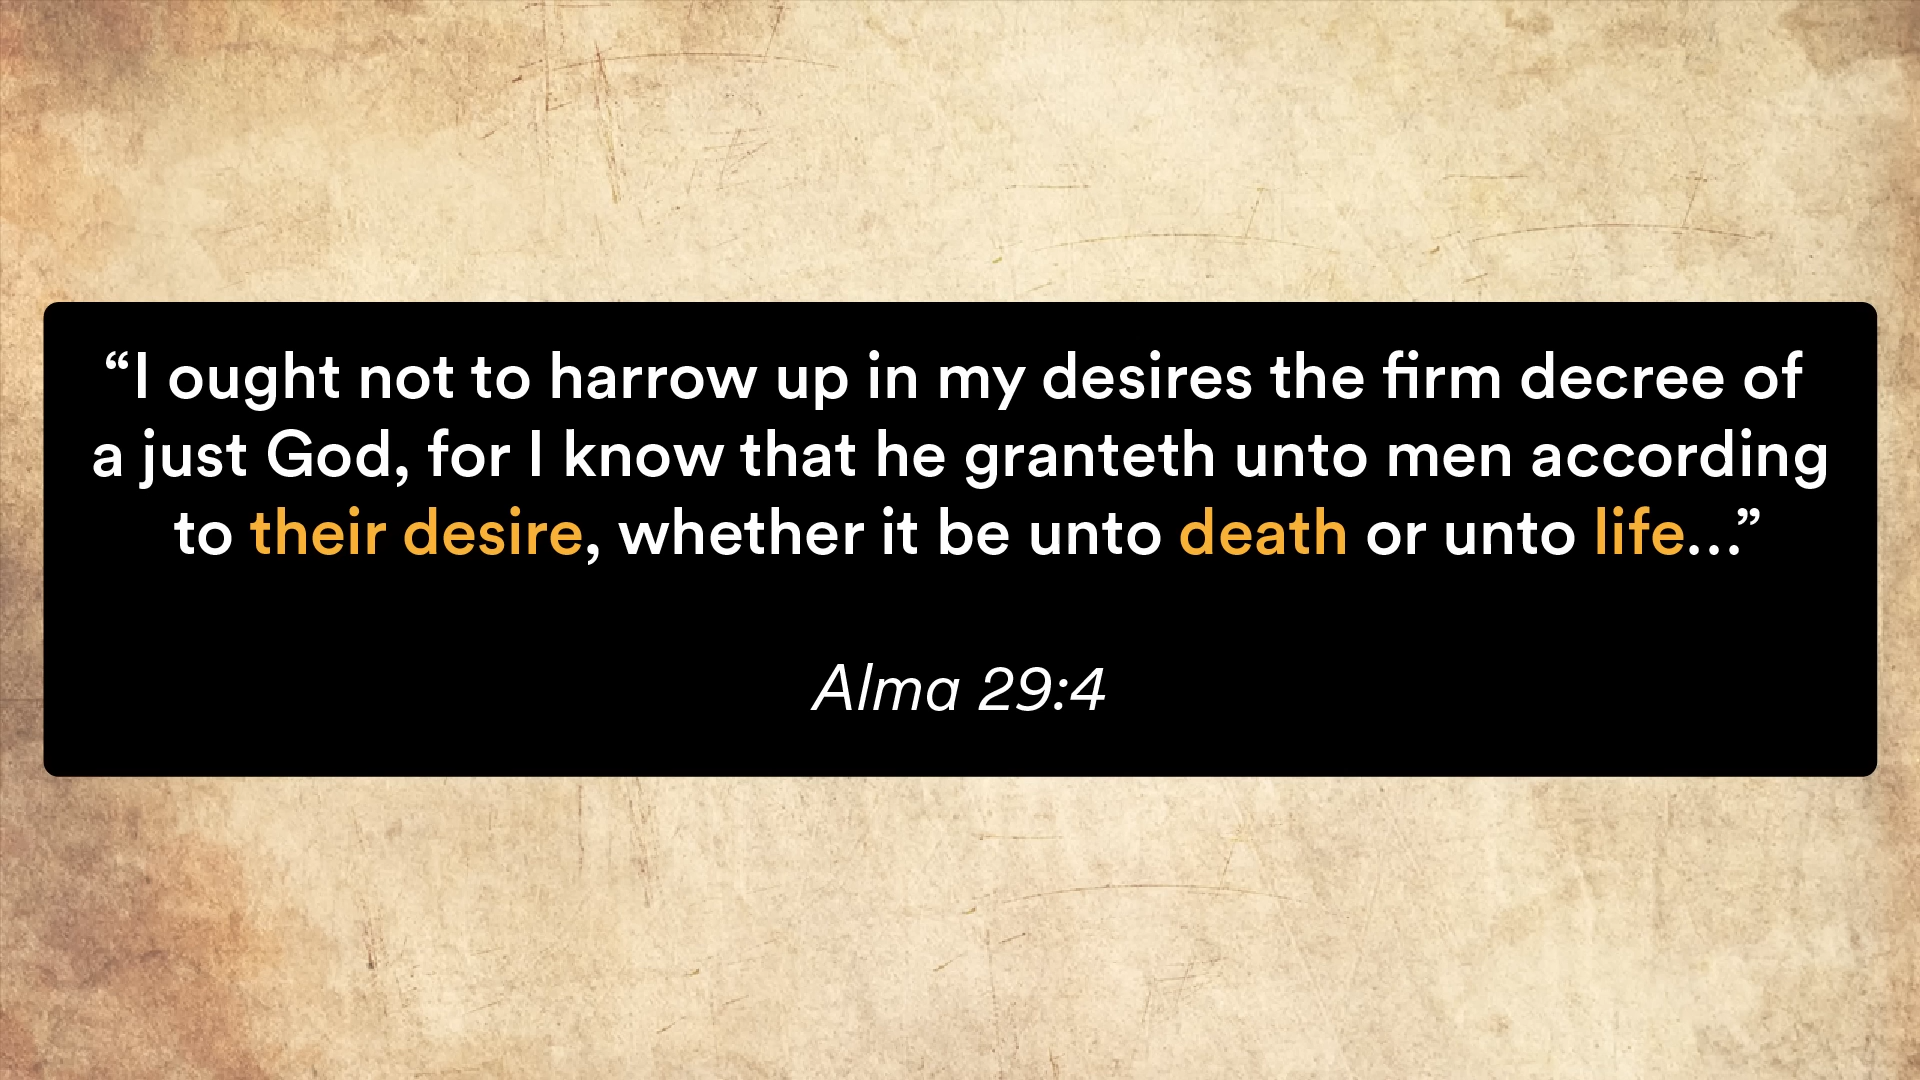 “I ought not to harrow up in my desires the firm decree of
a just God, for I know that he granteth unto men according
to their desire, whether it be unto death or unto life…”
Alma 29:4